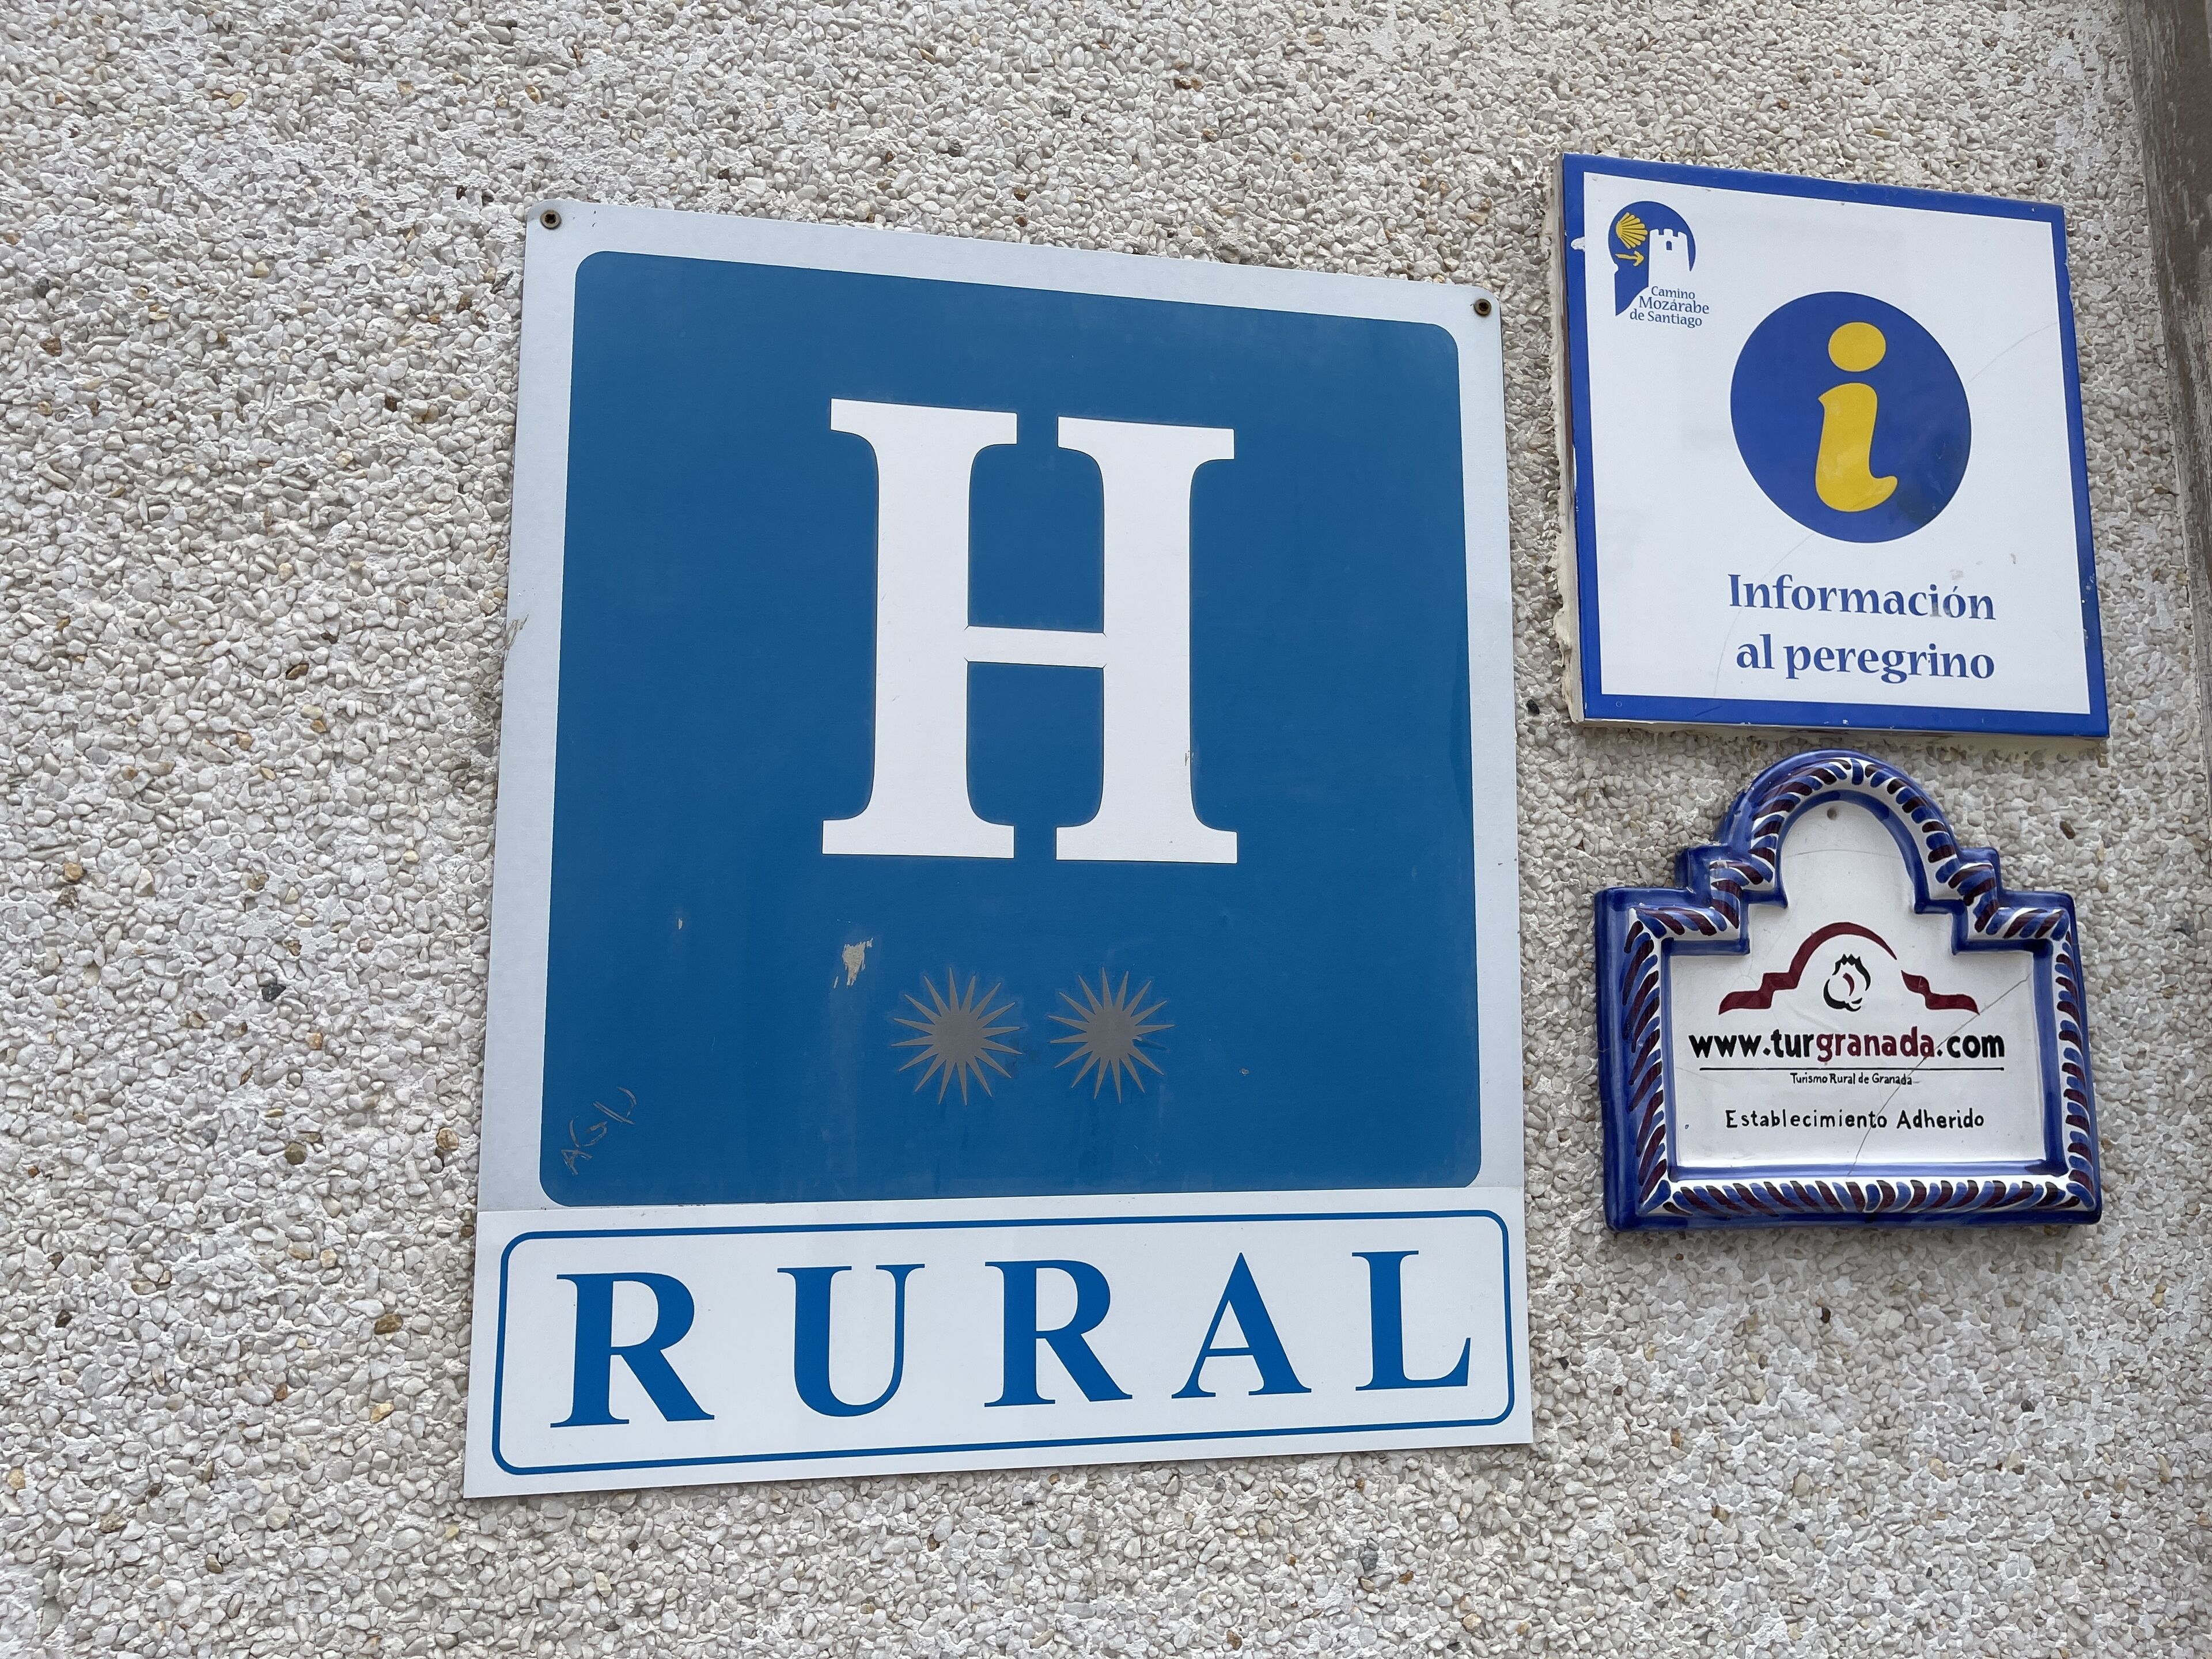 H
RURAL
Camino
Mozárabe
de Santiago
i
Información
al peregrino
www.turgranada.com
Turismo Rural de Granada
Establecimiento Adherido